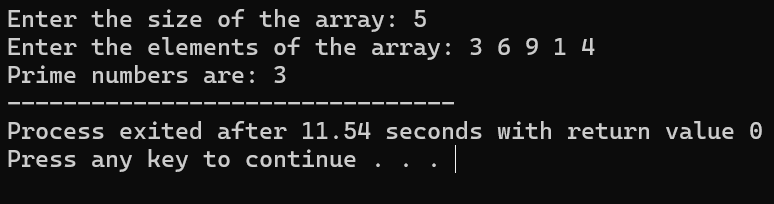 Enter the size of the array: 5
Enter the elements of the array: 3 6 9 1 4
Prime numbers are: 3
--------------------------------
Process exited after 11.54 seconds with return value 0
Press any key to continue . . .